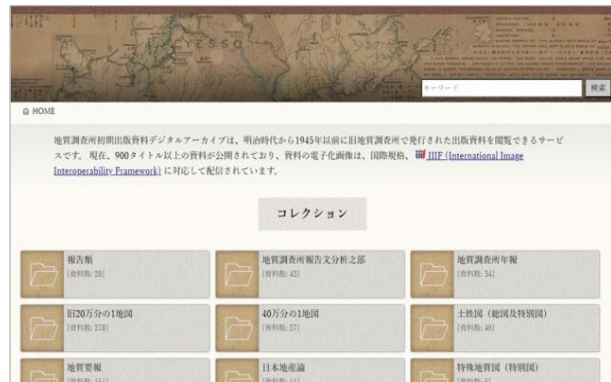 YESSO
キーワード
検索
HOME
地質調査所初期出版資料デジタルアーカイブは、明治時代から1945年以前に旧地質調査所で発行された出版資料を閲覧できるサービ
スです。 現在、900タイトル以上の資料が公開されており、資料の電子化画像は、国際規格、 IIIF (International Image
Interoperability Framework) に対応して配信されています。
コレクション
報告類
[資料数: 28]
地質調査所報告文分析之部
[資料数: 43]
地質調査所年報
[資料数: 34]
旧20万分の1地図
[資料数: 278]
40万分の1地図
[資料数: 27]
土性図 (総図及特別図)
[資料数: 40]
地質要報
日本地産論
特殊地質図 (特別図)